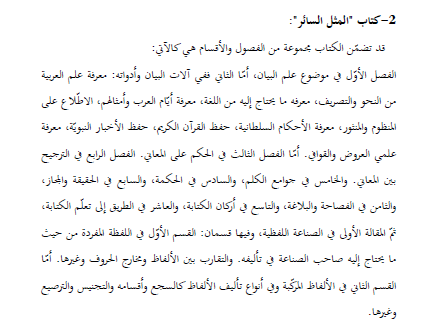 2-كتاب "المثل السائر":
قد تضمّن الكتاب مجموعة من الفصول والأقسام هي كالآتي:
الفصل الأوّل في موضوع علم البيان، أمّا الثاني ففي آلات البيان وأدواته: معرفة علم العربية
من النحو والتصريف، معرفه ما يحتاج إليه من اللغة، معرفة أيّام العرب وأمثلهم، الاطّلاع على
المنظوم والمنثور، معرفة الأحكام السلطانية، حفظ القرآن الكريم، حفظ الأخبار النبويّة، معرفة
علمي العروض والقوافي. أمّا الفصل الثالث في الحكم على المعاني. الفصل الرابع في الترجيح
بين المعاني. والخامس في جوامع الكلم، والسادس في الحكمة، والسابع في الحقيقة والمجاز،
والثامن في الفصاحة والبلاغة، والتاسع في أركان الكتابة، والعاشر في الطريق إلى تعلّم الكتابة،
ثمّ المقالة الأولى في الصناعة اللفظية، وفيها قسمان: القسم الأوّل في اللفظة المفردة من حيث
ما يحتاج إليه صاحب الصناعة في تأليفه. والتقارب بين الألفاظ ومخارج الحروف وغيرها. أمّا
القسم الثاني في الألفاظ المركّبة وفي أنواع تأليف الألفاظ كالسجع وأقسامه والتجنيس والترصيع
وغيرها.